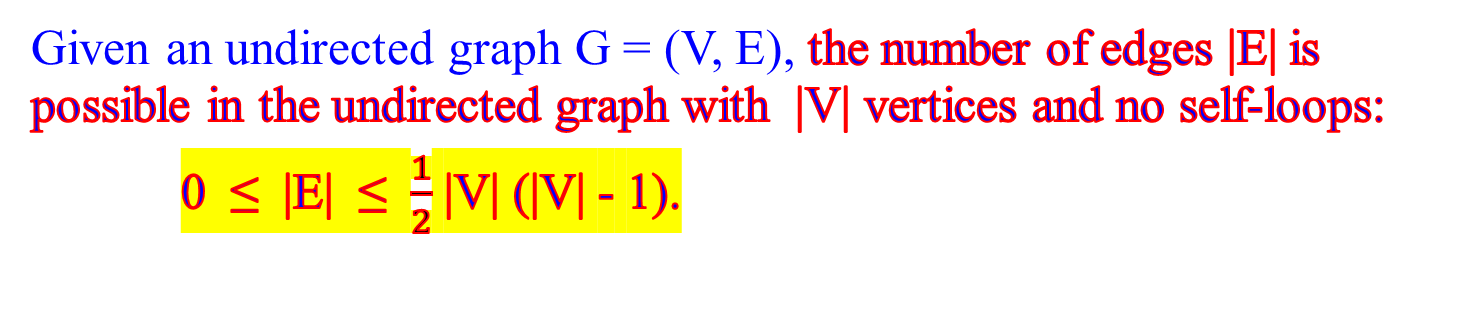 Given an undirected graph G = (V, E), the number of edges |E| is
possible in the undirected graph with |V| vertices and no self-loops:
0 ≤ |E| ≤ 1/2 |V| (|V| - 1).